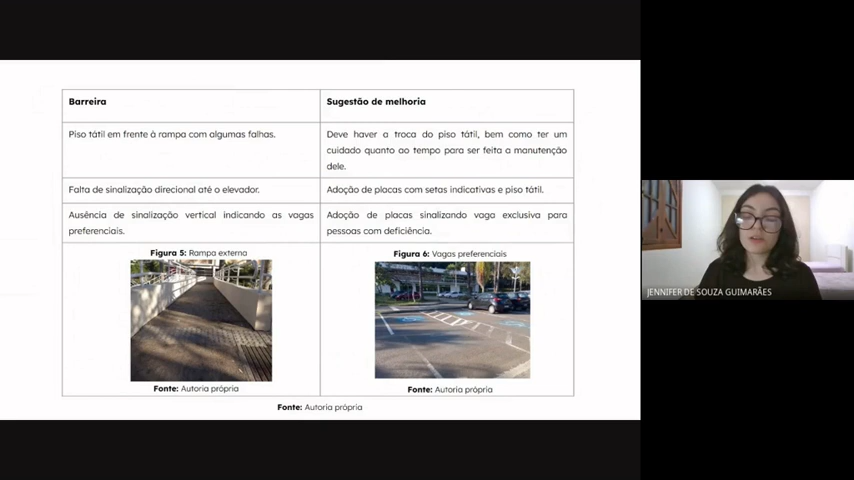 Barreira
Sugestão de melhoria
Piso tátil em frente à rampa com algumas falhas.
Deve haver a troca do piso tátil, bem como ter um
cuidado quanto ao tempo para ser feita a manutenção
dele.
Falta de sinalização direcional até o elevador.
Adoção de placas com setas indicativas e piso tátil.
Ausência de sinalização vertical indicando as vagas
preferenciais.
Adoção de placas sinalizando vaga exclusiva para
pessoas com deficiência.
Figura 5: Rampa externa
Fonte: Autoria própria
Figura 6: Vagas preferenciais
Fonte: Autoria própria
Fonte: Autoria própria
JENNIFER DE SOUZA GUIMARÃES